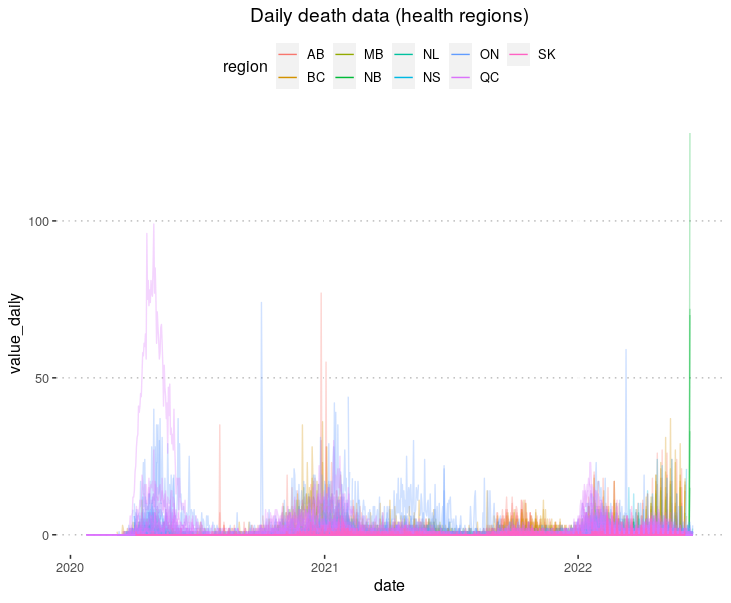 Daily death data (health regions)
region AB MB NL ON SK
BC NB NS QC
100
50
0
value_daily
2020 2021 2022
date